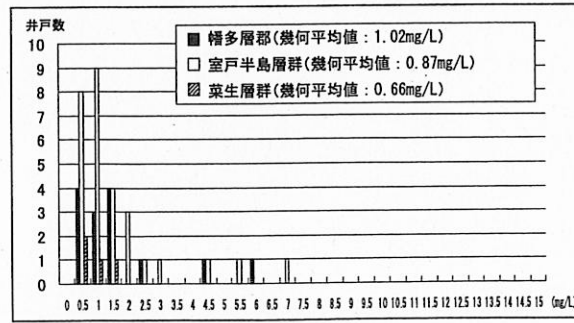 井戸数
幡多層郡(幾何平均値：1.02mg/L)
室戸半島層群(幾何平均値：0.87mg/L)
菜生層群(幾何平均値：0.66mg/L)
10
9
8
7
6
5
4
3
2
1
0
0 0.5 1 1.5 2 2.5 3 3.5 4 4.5 5 5.5 6 6.5 7 7.5 8 8.5 9 9.5 10 10.5 11 11.5 12 12.5 13 13.5 14 14.5 15 (mg/L)